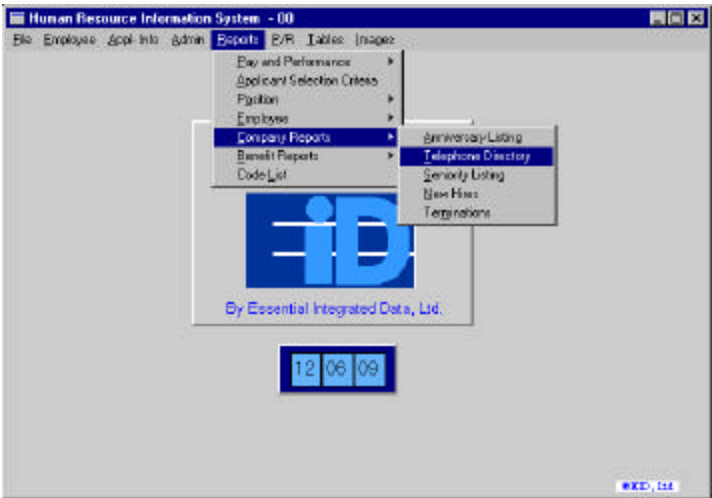 Human Resource Information System - 00
File Employee Appl-Info Admin Reports P/R Tables Images
Pay and Performance
Applicant Selection Criteria
Position
Employee
Company Reports
Benefit Reports
Code List
Anniversary Listing
Telephone Directory
Seniority Listing
New Hires
Terminations
iD
By Essential Integrated Data, Ltd.
12 06 09
©EID, Ltd